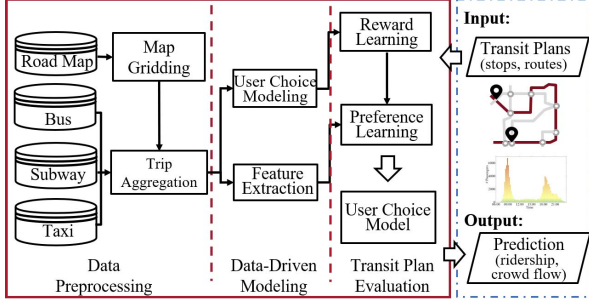 Road Map
Bus
Subway
Taxi
Map
Gridding
Trip
Aggregation
Data
Preprocessing
User Choice
Modeling
Feature
Extraction
Data-Driven
Modeling
Reward
Learning
Preference
Learning
User Choice
Model
Transit Plan
Evaluation
Input:
Transit Plans
(stops, routes)
Output:
Prediction
(ridership,
crowd flow)